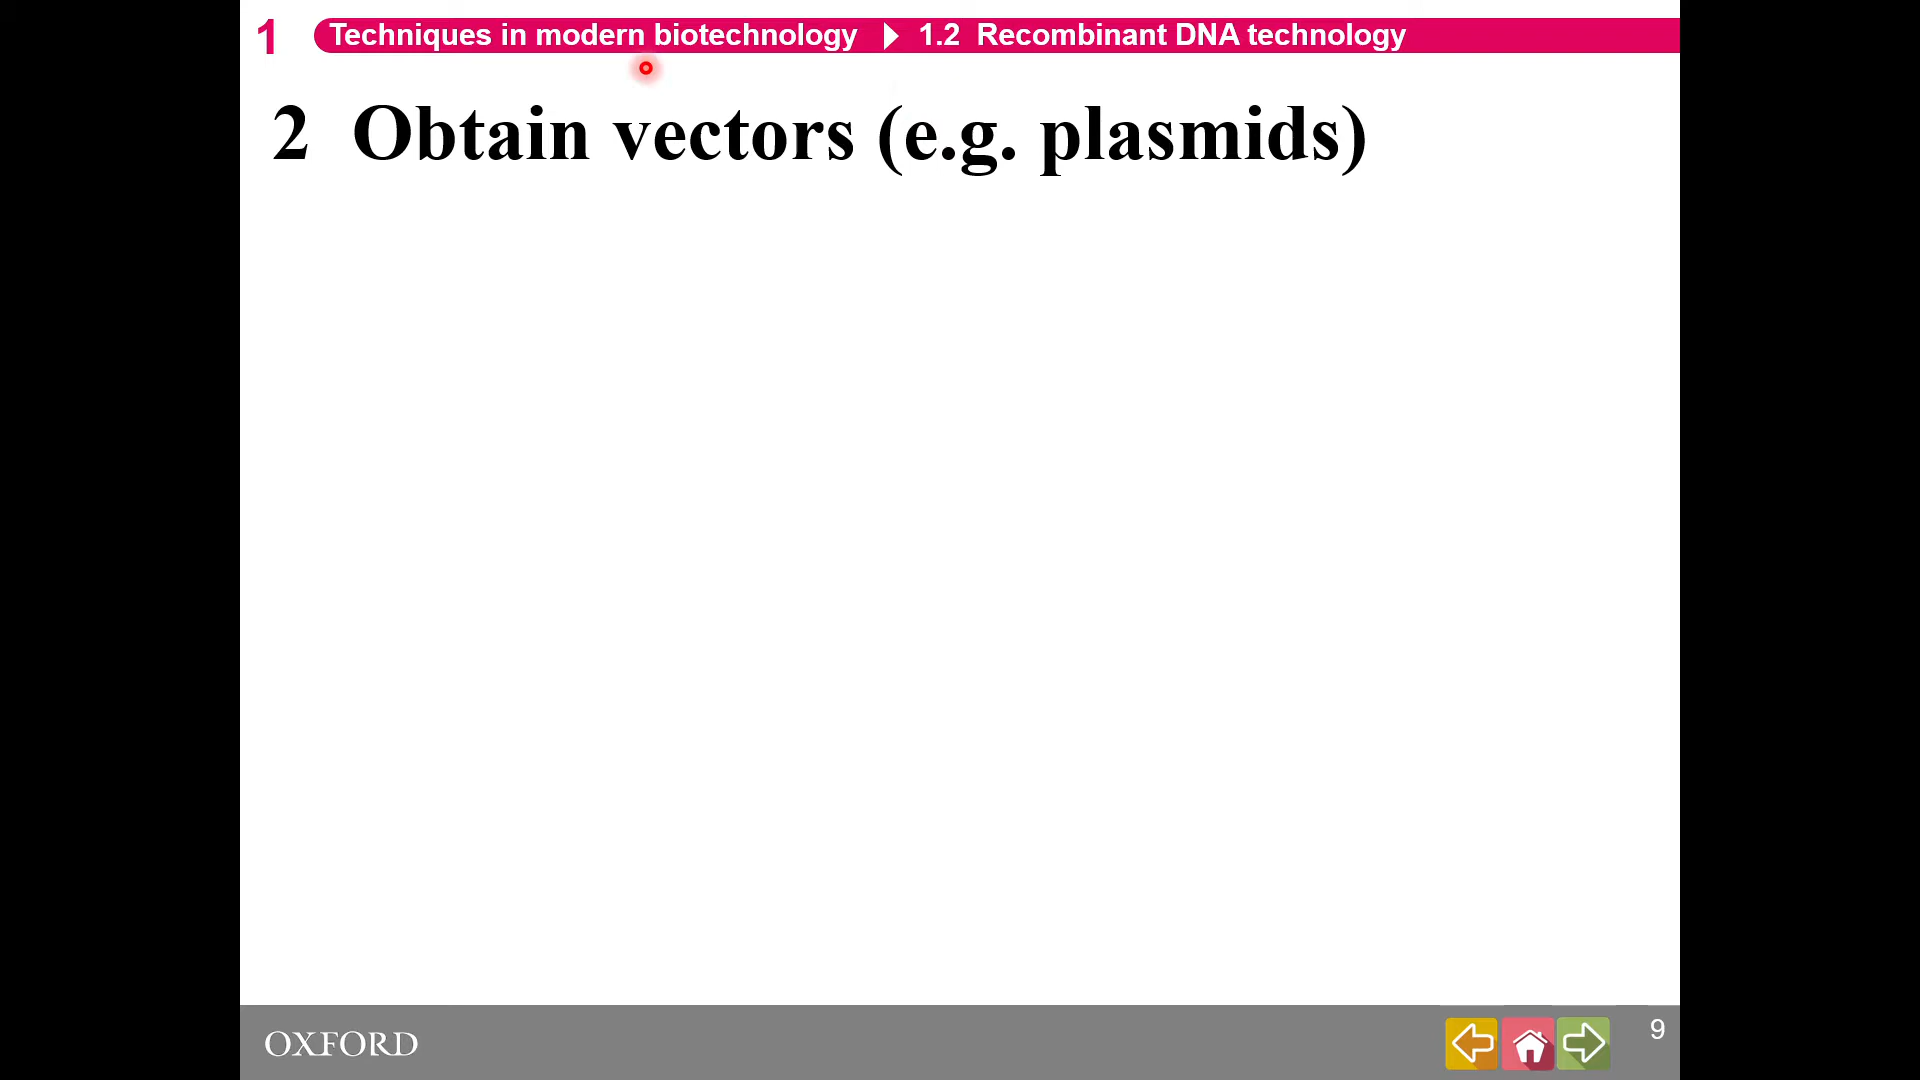 1 Techniques in modern biotechnology 1.2 Recombinant DNA technology
2 Obtain vectors (e.g. plasmids)
OXFORD
9